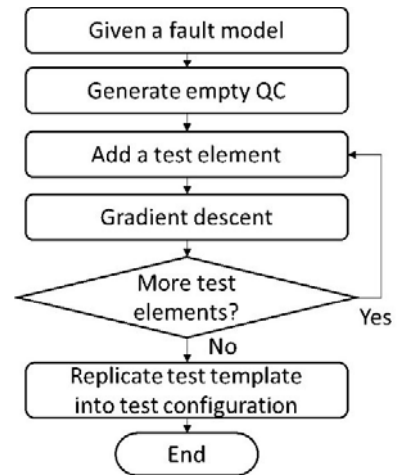 Given a fault model
Generate empty QC
Add a test element
Gradient descent
More test
elements?
Yes
No
Replicate test template
into test configuration
End